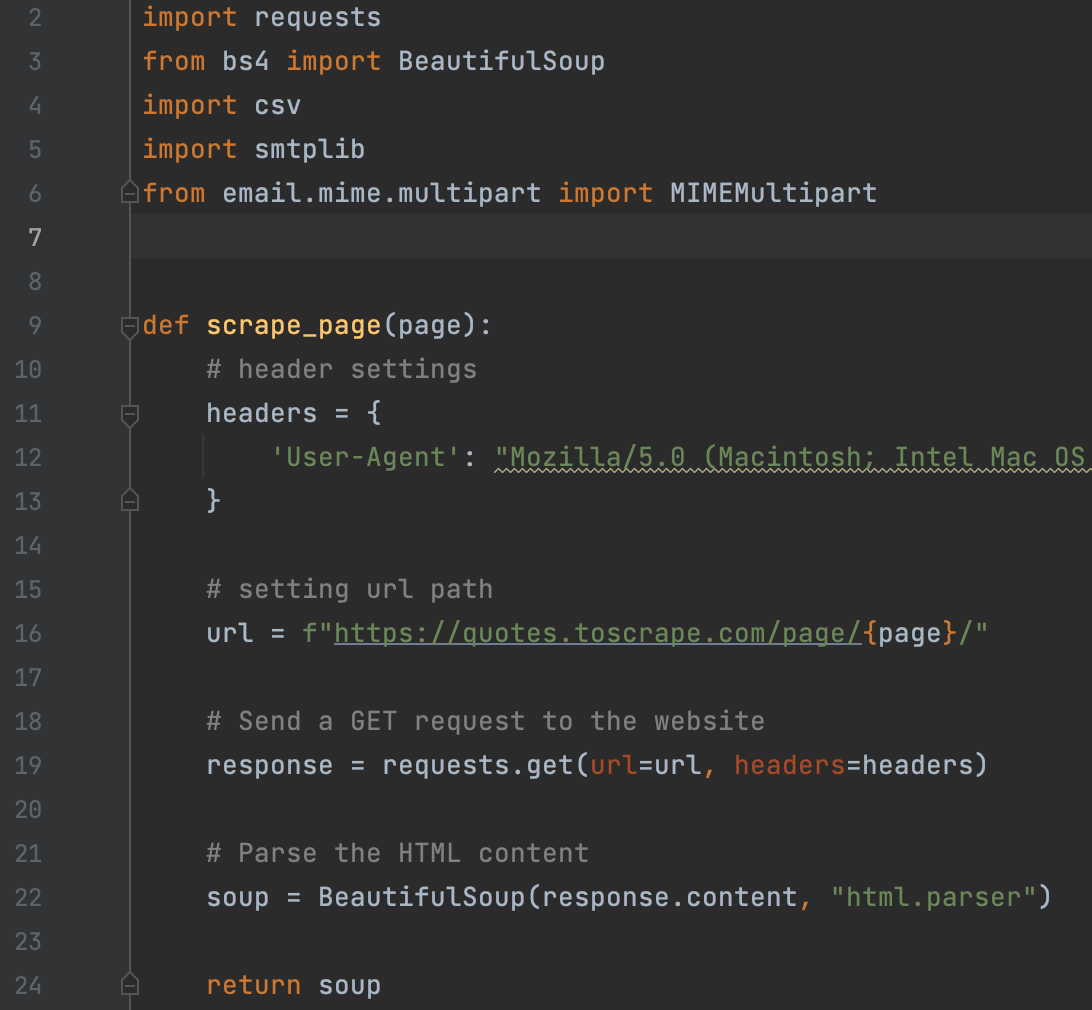 2 import requests
3 from bs4 import BeautifulSoup
4 import csv
5 import smtplib
6 from email.mime.multipart import MIMEMultipart
7
8
9 def scrape_page(page):
10     # header settings
11     headers = {
12         'User-Agent': "Mozilla/5.0 (Macintosh; Intel Mac OS
13     }
14
15     # setting url path
16     url = f"https://quotes.toscrape.com/page/{page}/"
17
18     # Send a GET request to the website
19     response = requests.get(url=url, headers=headers)
20
21     # Parse the HTML content
22     soup = BeautifulSoup(response.content, "html.parser")
23
24     return soup